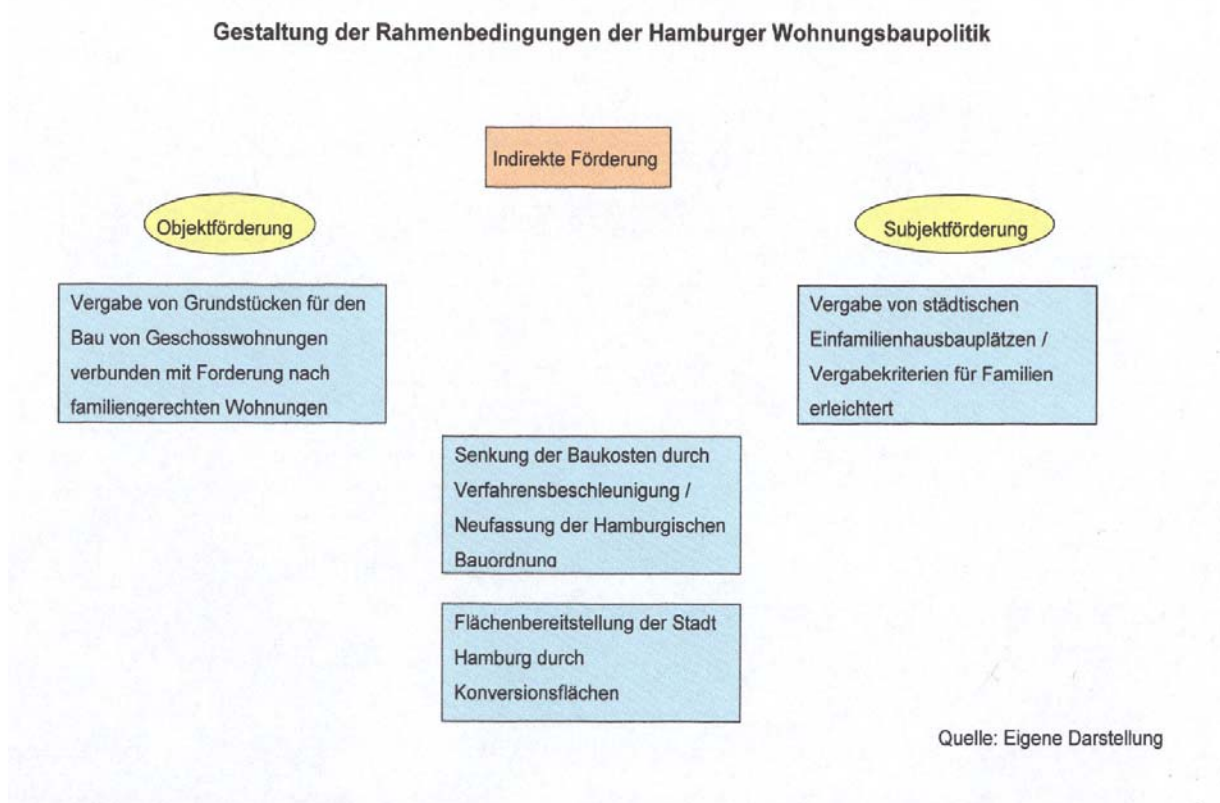 Gestaltung der Rahmenbedingungen der Hamburger Wohnungsbaupolitik
Indirekte Förderung
Objektförderung
Subjektförderung
Vergabe von Grundstücken für den
Bau von Geschosswohnungen
verbunden mit Forderung nach
familiengerechten Wohnungen
Vergabe von städtischen
Einfamilienhausbauplätzen /
Vergabekriterien für Familien
erleichtert
Senkung der Baukosten durch
Verfahrensbeschleunigung /
Neufassung der Hamburgischen
Bauordnung
Flächenbereitstellung der Stadt
Hamburg durch
Konversionsflächen
Quelle: Eigene Darstellung